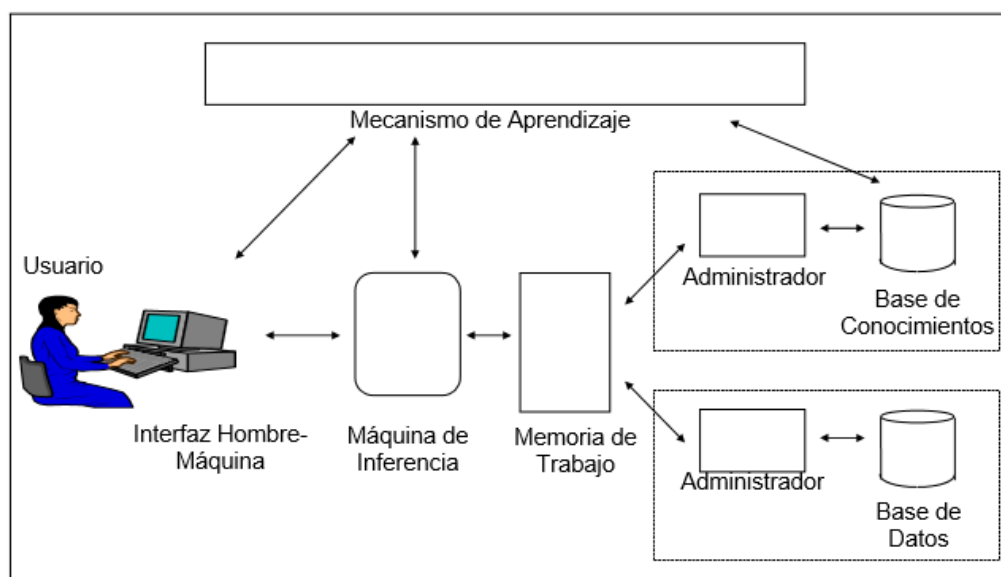 Mecanismo de Aprendizaje
Usuario
Administrador
Base de
Conocimientos
Interfaz Hombre-
Máquina
Máquina de
Inferencia
Memoria de
Trabajo
Administrador
Base de
Datos